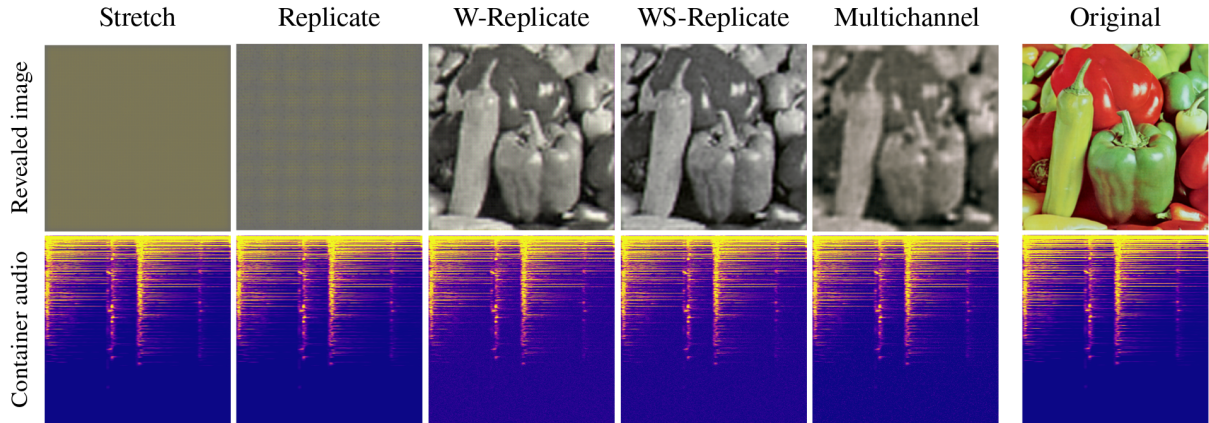 Stretch
Replicate
W-Replicate
WS-Replicate
Multichannel
Original
Revealed image
Container audio